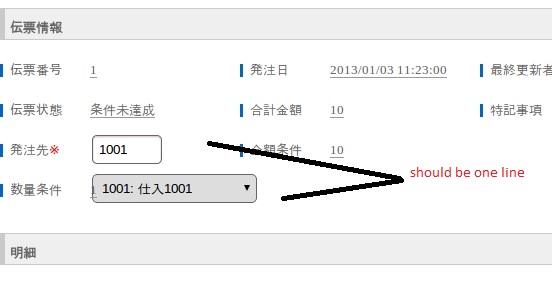 伝票情報
伝票番号 1 発注日 2013/01/03 11:23:00 最終更新者
伝票状態 条件未達成 合計金額 10 特記事項
発注先※ 1001 金額条件 10
should be one line
数量条件 1 1001: 仕入1001
明細